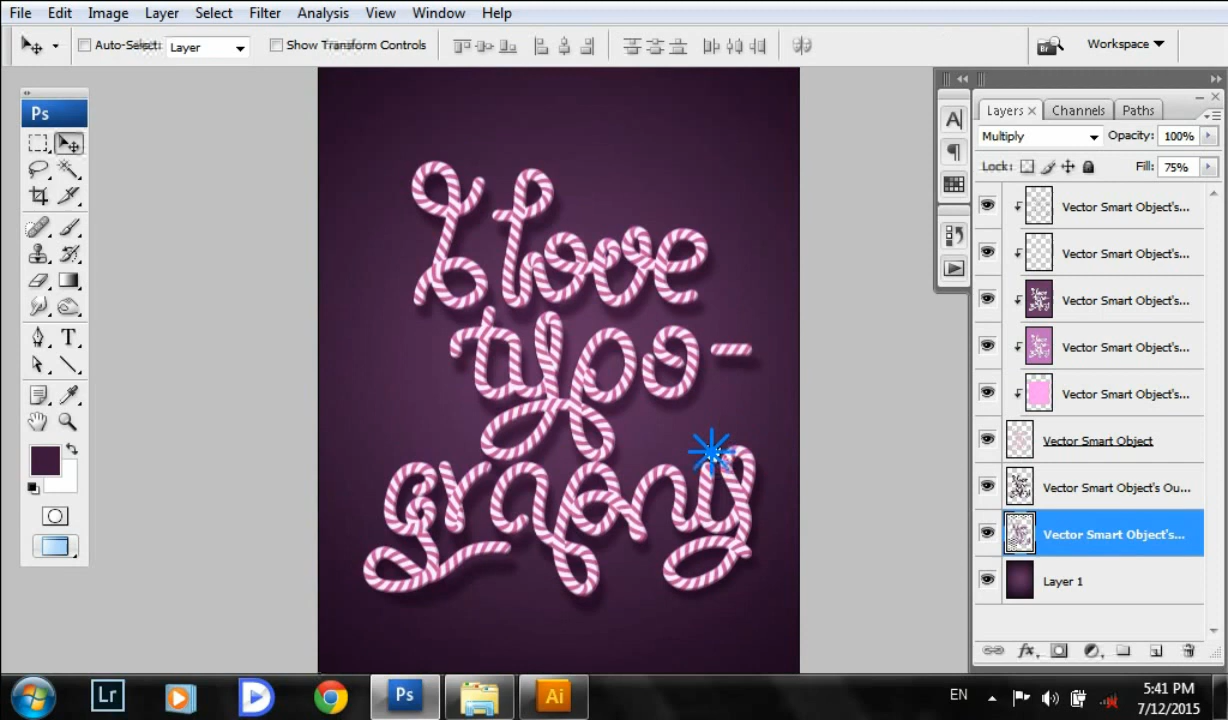 File Edit Image Layer Select Filter Analysis View Window Help
Auto-Select: Layer Show Transform Controls Workspace
Ps
Layers Channels Paths
Multiply Opacity: 100%
Lock: Fill: 75%
Vector Smart Object's...
Vector Smart Object's...
Vector Smart Object's...
Vector Smart Object's...
Vector Smart Object's...
Vector Smart Object
Vector Smart Object's Ou...
Vector Smart Object's...
Layer 1
I love
typo-
graphy
Lr Ps Ai EN 5:41 PM
7/12/2015